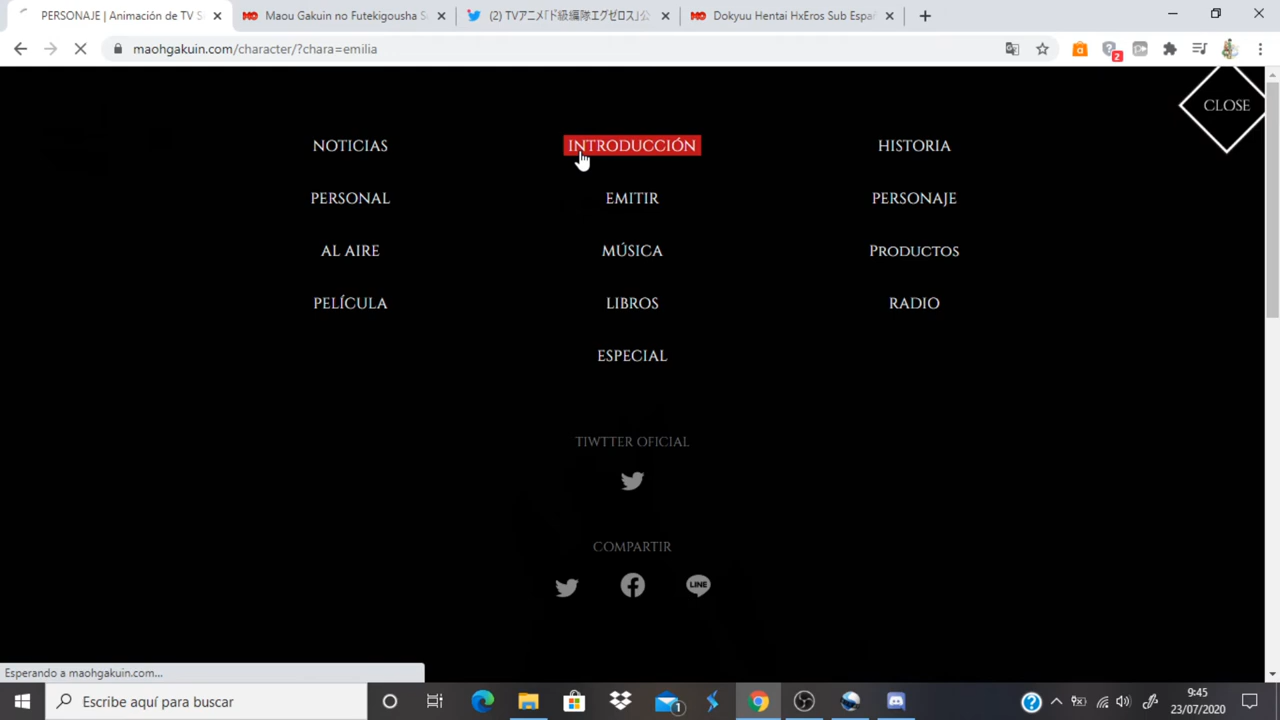 PERSONAJE | Animación de TV S
Maou Gakuin no Futekigousha S
(2) TVアニメ「ド級編隊エグゼロス」公
Dokyuu Hentai HxEros Sub Espa
maohgakuin.com/character/?chara=emilia
2
CLOSE
NOTICIAS
INTRODUCCIÓN
HISTORIA
PERSONAL
EMITIR
PERSONAJE
AL AIRE
MÚSICA
PRODUCTOS
PELÍCULA
LIBROS
RADIO
ESPECIAL
TIWTTER OFICIAL
COMPARTIR
LINE
Esperando a maohgakuin.com...
Escribe aquí para buscar
1
9:45
23/07/2020